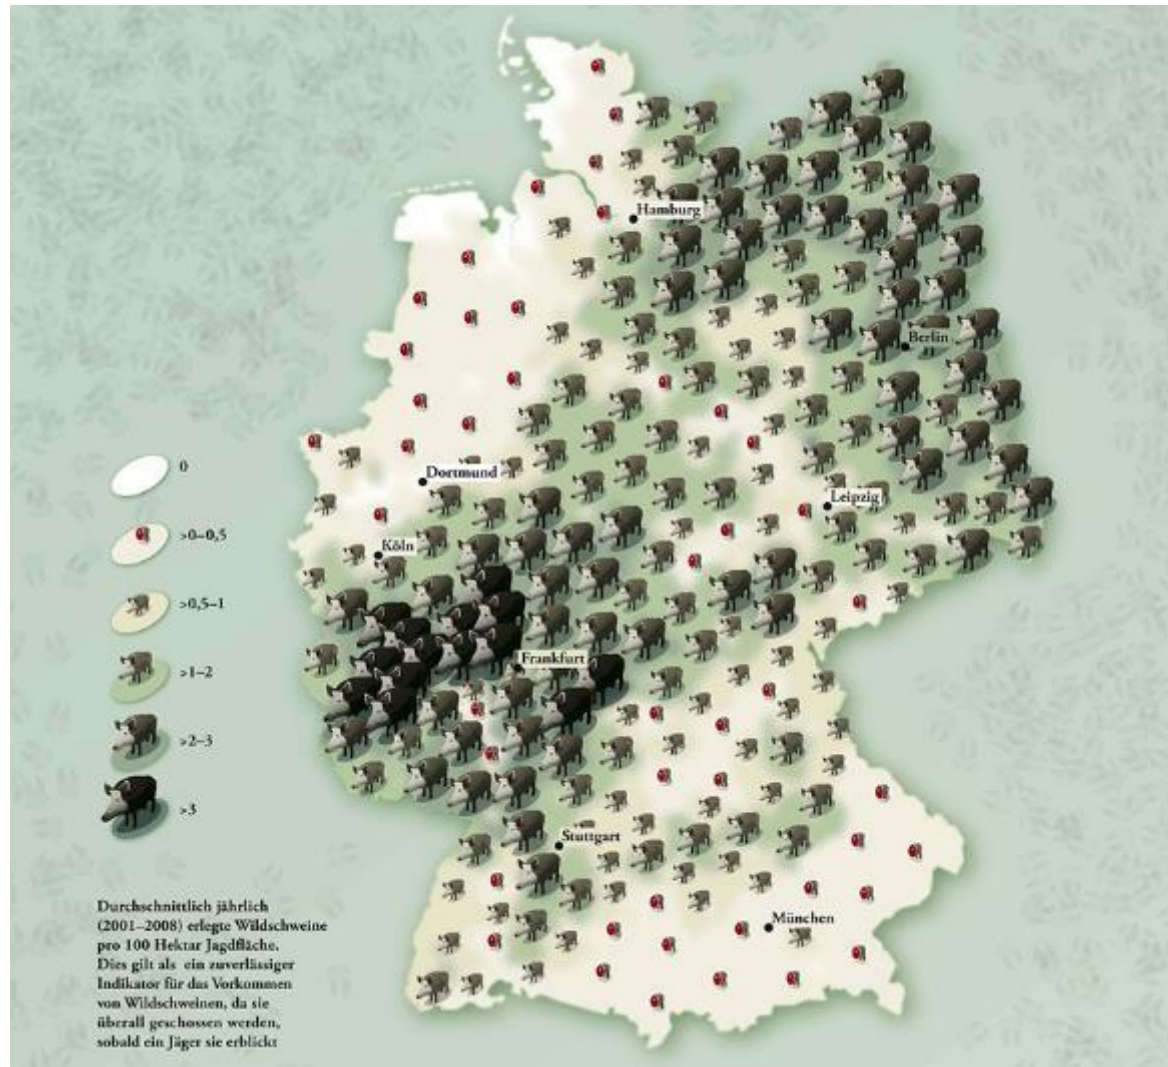 Hamburg
Berlin
Dortmund
Leipzig
Köln
Frankfurt
Stuttgart
München
0
>0–0,5
>0,5–1
>1–2
>2–3
>3
Durchschnittlich jährlich
(2001–2008) erlegte Wildschweine
pro 100 Hektar Jagdfläche.
Dies gilt als ein zuverlässiger
Indikator für das Vorkommen
von Wildschweinen, da sie
überall geschossen werden,
sobald ein Jäger sie erblickt